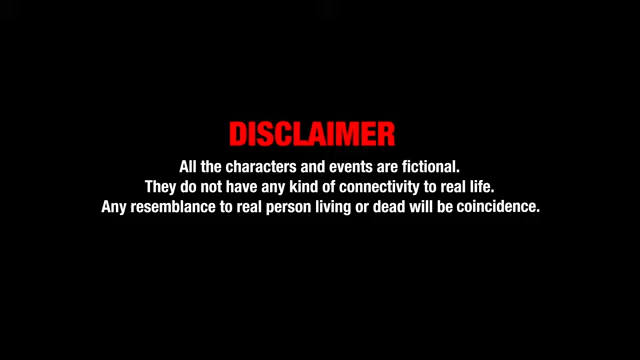 DISCLAIMER
All the characters and events are fictional.
They do not have any kind of connectivity to real life.
Any resemblance to real person living or dead will be coincidence.